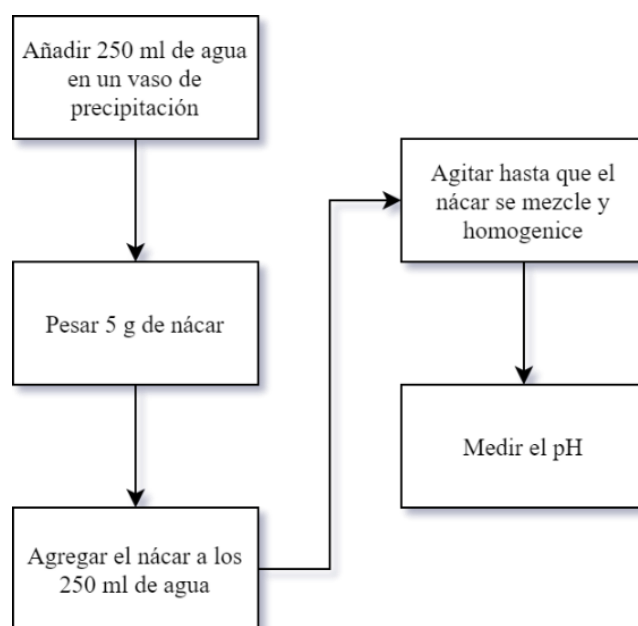 Añadir 250 ml de agua
en un vaso de
precipitación
Pesar 5 g de nácar
Agregar el nácar a los
250 ml de agua
Agitar hasta que el
nácar se mezcle y
homogenice
Medir el pH